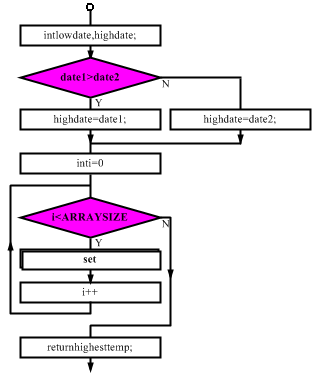 intlowdate,highdate;
date1>date2
N
Y
highdate=date1;
highdate=date2;
inti=0
i<ARRAYSIZE
N
Y
set
i++
returnhighesttemp;